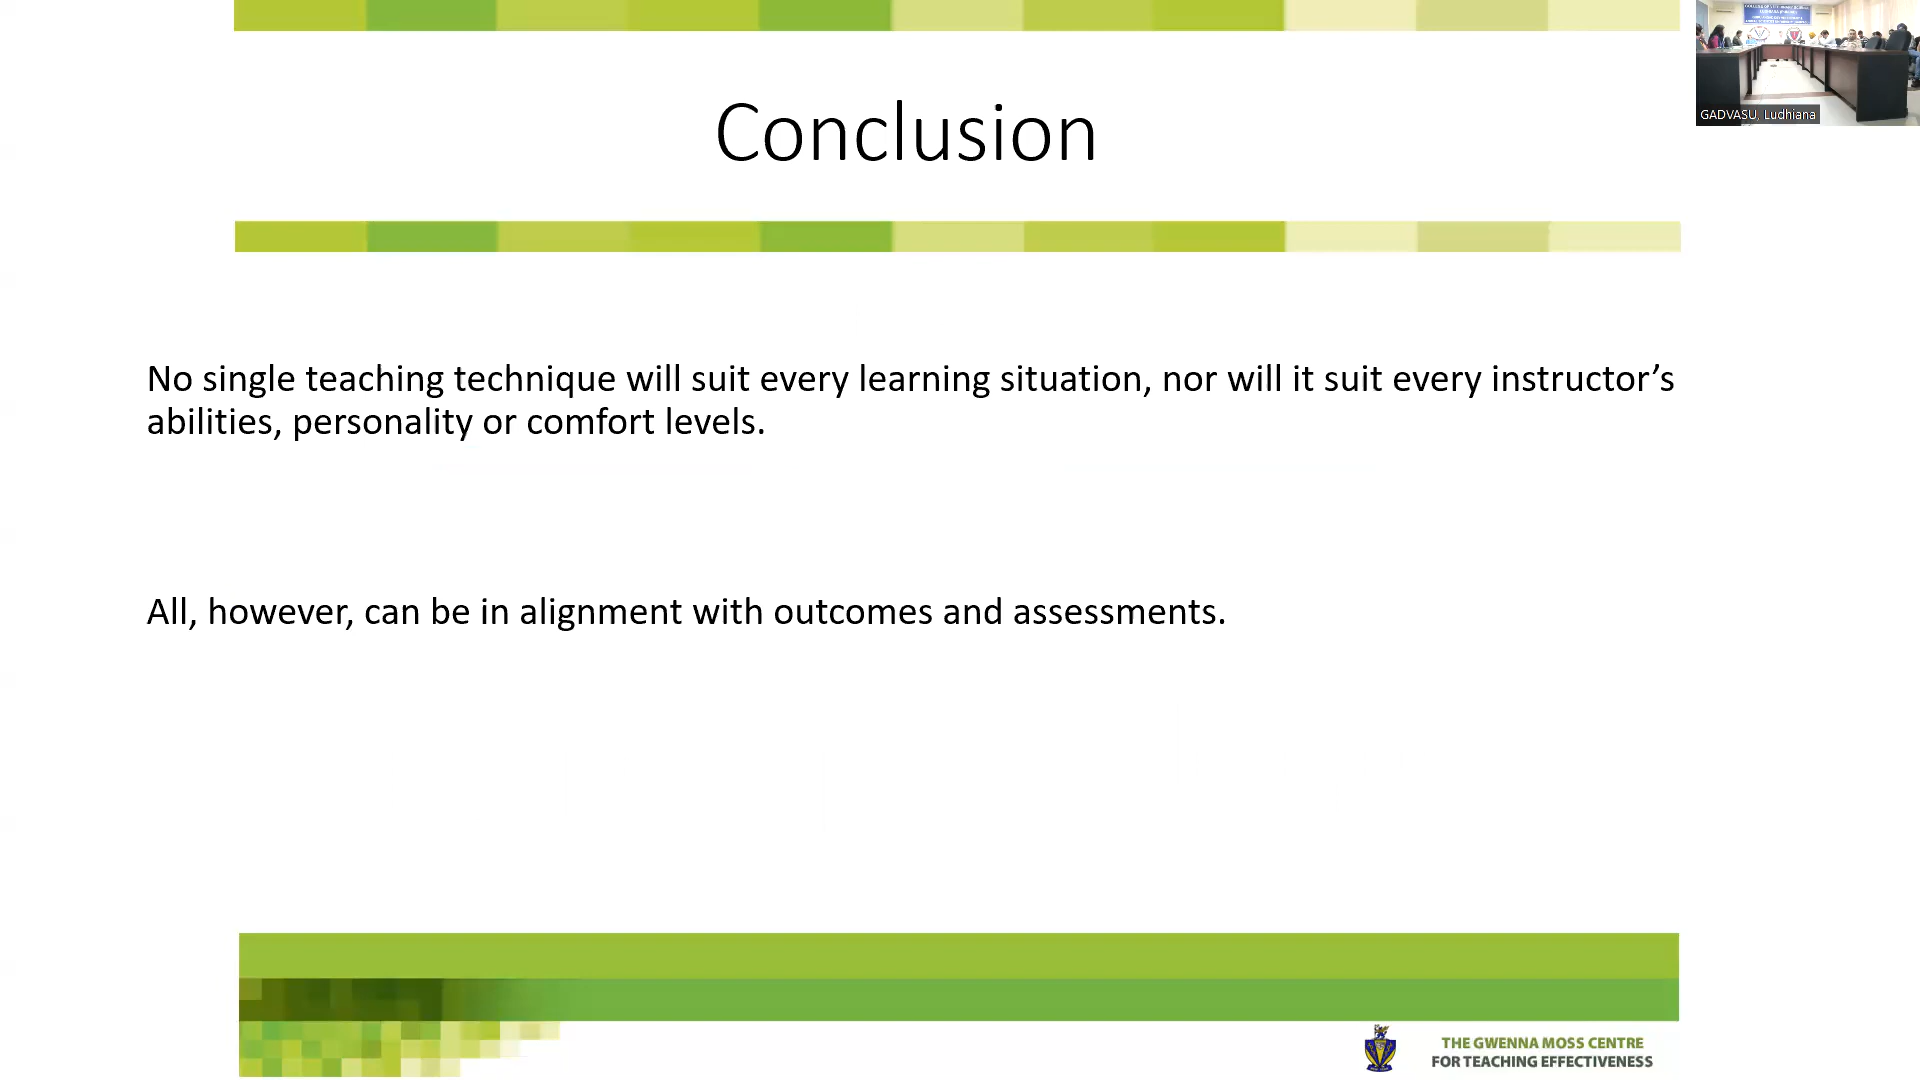 Conclusion
No single teaching technique will suit every learning situation, nor will it suit every instructor’s
abilities, personality or comfort levels.
All, however, can be in alignment with outcomes and assessments.
GADVASU, Ludhiana
THE GWENNA MOSS CENTRE
FOR TEACHING EFFECTIVENESS